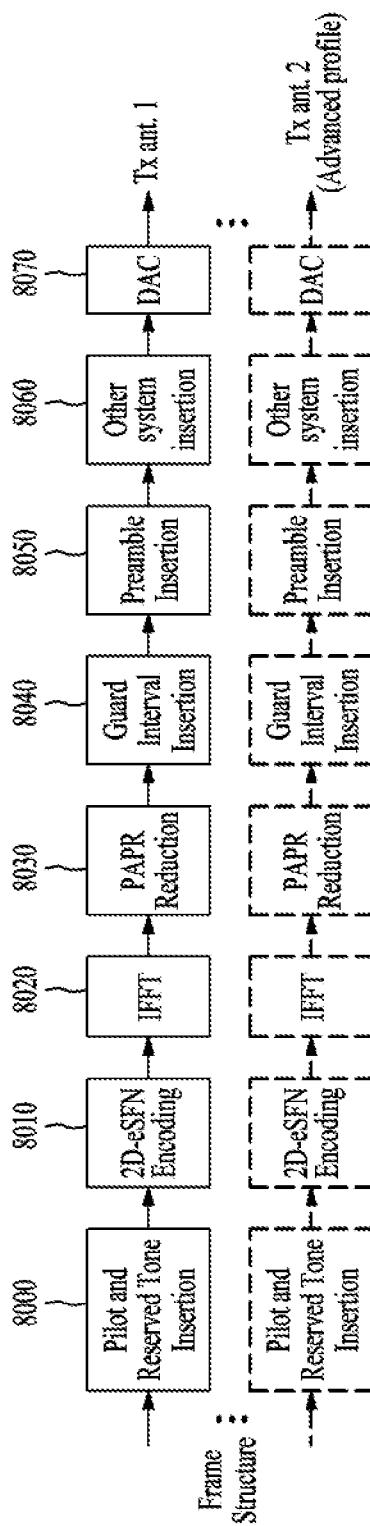 8000
8010
8020
8030
8040
8050
8060
8070
Frame
Structure
Pilot and
Reserved Tone
Insertion
2D-eSFN
Encoding
IFFT
PAPR
Reduction
Guard
Interval
Insertion
Preamble
Insertion
Other
system
insertion
DAC
Tx ant. 1
Pilot and
Reserved Tone
Insertion
2D-eSFN
Encoding
IFFT
PAPR
Reduction
Guard
Interval
Insertion
Preamble
Insertion
Other
system
insertion
DAC
Tx ant. 2
(Advanced profile)